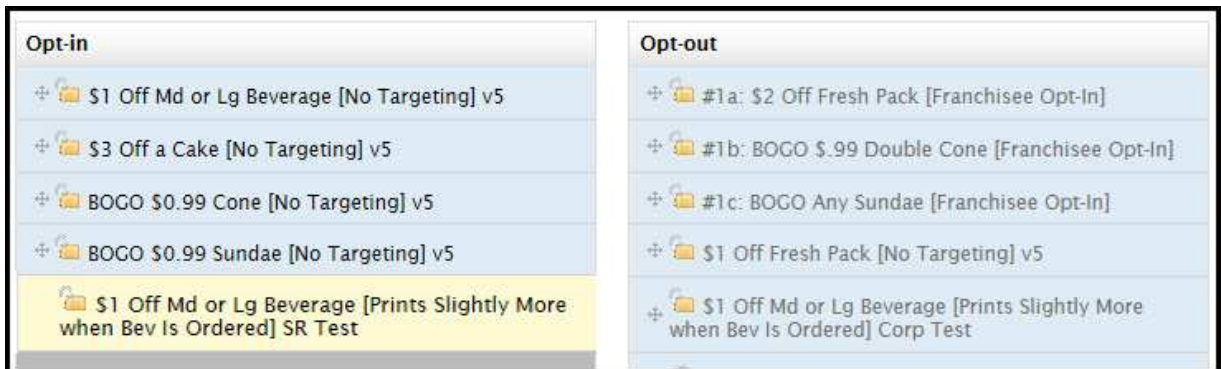 Opt-in
$1 Off Md or Lg Beverage [No Targeting] v5
$3 Off a Cake [No Targeting] v5
BOGO $0.99 Cone [No Targeting] v5
BOGO $0.99 Sundae [No Targeting] v5
$1 Off Md or Lg Beverage [Prints Slightly More
when Bev Is Ordered] SR Test
Opt-out
#1a: $2 Off Fresh Pack [Franchisee Opt-In]
#1b: BOGO $.99 Double Cone [Franchisee Opt-In]
#1c: BOGO Any Sundae [Franchisee Opt-In]
$1 Off Fresh Pack [No Targeting] v5
$1 Off Md or Lg Beverage [Prints Slightly More
when Bev Is Ordered] Corp Test